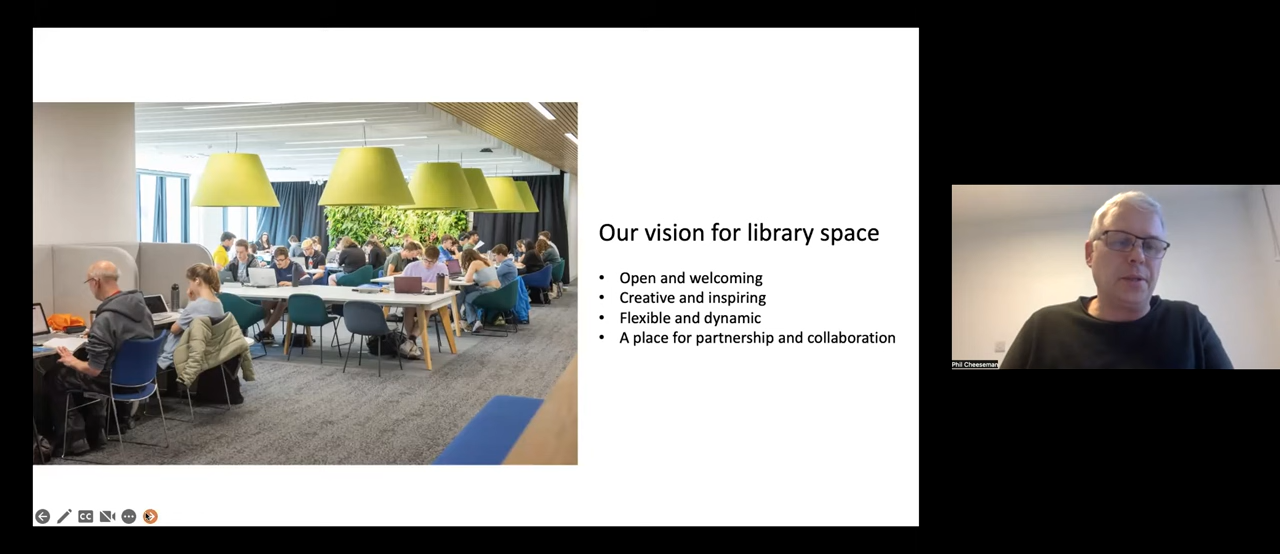 Our vision for library space
• Open and welcoming
• Creative and inspiring
• Flexible and dynamic
• A place for partnership and collaboration
CC
Phil Cheeseman